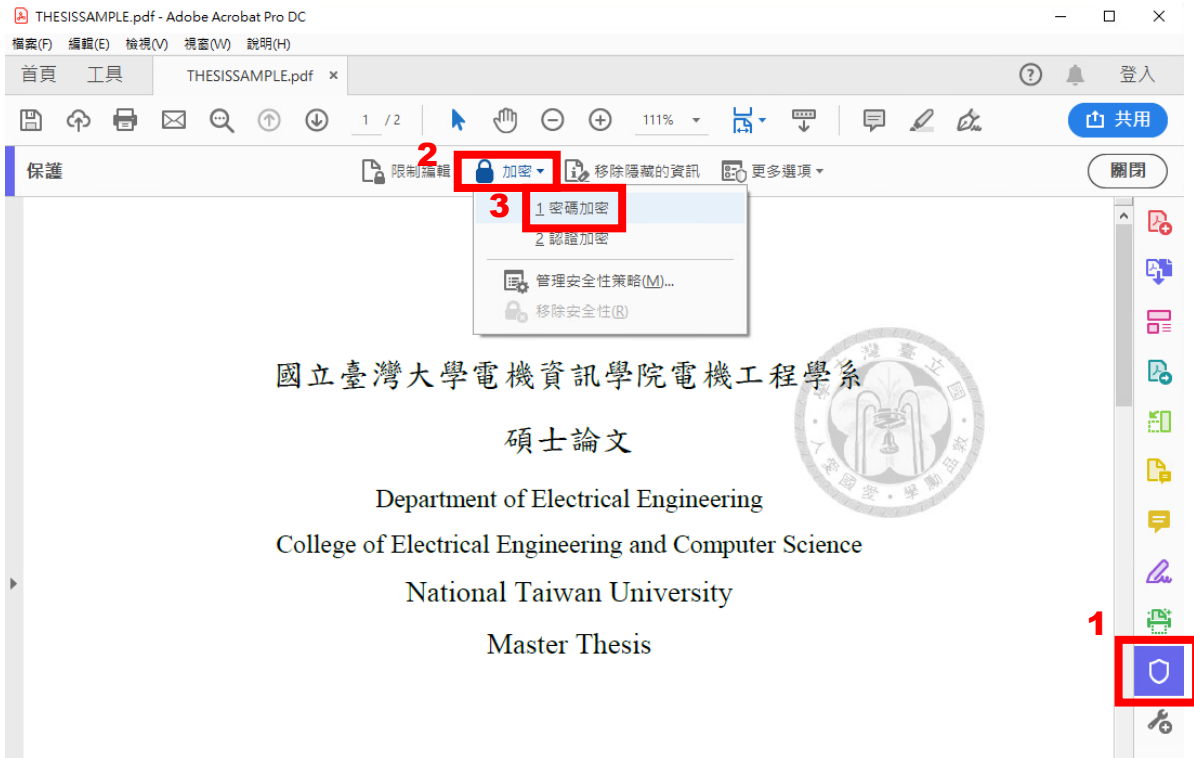 THESISSAMPLE.pdf - Adobe Acrobat Pro DC
檔案(F) 編輯(E) 檢視(V) 視窗(W) 說明(H)
首頁 工具 THESISSAMPLE.pdf × ? 登入
1 / 2 111% 共用
2
保護 限制編輯 加密 移除隱藏的資訊 更多選項 關閉
3 1 密碼加密
2 認證加密
管理安全性策略(M)...
移除安全性(R)
國立臺灣大學電機資訊學院電機工程學系
碩士論文
Department of Electrical Engineering
College of Electrical Engineering and Computer Science
National Taiwan University
Master Thesis
1